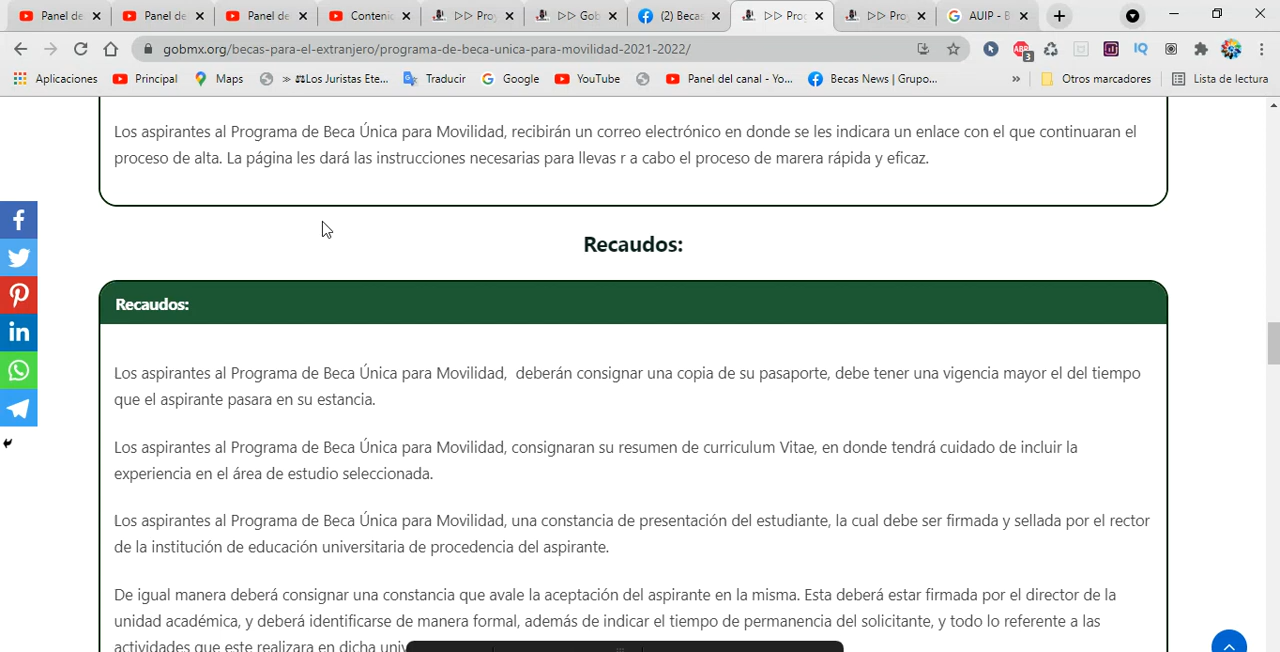 Panel de
Panel de
Panel de
Conteni
>> Pro
>> Gol
(2) Becas
>> Prog
>> Pro
AUIP - B
gobmx.org/becas-para-el-extranjero/programa-de-beca-unica-para-movilidad-2021-2022/
ABP
3
IQ
Aplicaciones
Principal
Maps
» ⚖Los Juristas Ete...
Traducir
Google
YouTube
Panel del canal - Yo...
Becas News | Grupo...
»
Otros marcadores
Lista de lectura
Los aspirantes al Programa de Beca Única para Movilidad, recibirán un correo electrónico en donde se les indicara un enlace con el que continuaran el
proceso de alta. La página les dará las instrucciones necesarias para llevas r a cabo el proceso de marera rápida y eficaz.
Recaudos:
Recaudos:
Los aspirantes al Programa de Beca Única para Movilidad, deberán consignar una copia de su pasaporte, debe tener una vigencia mayor el del tiempo
que el aspirante pasara en su estancia.
Los aspirantes al Programa de Beca Única para Movilidad, consignaran su resumen de curriculum Vitae, en donde tendrá cuidado de incluir la
experiencia en el área de estudio seleccionada.
Los aspirantes al Programa de Beca Única para Movilidad, una constancia de presentación del estudiante, la cual debe ser firmada y sellada por el rector
de la institución de educación universitaria de procedencia del aspirante.
De igual manera deberá consignar una constancia que avale la aceptación del aspirante en la misma. Esta deberá estar firmada por el director de la
unidad académica, y deberá identificarse de manera formal, además de indicar el tiempo de permanencia del solicitante, y todo lo referente a las
actividades que este realizara en dicha univ